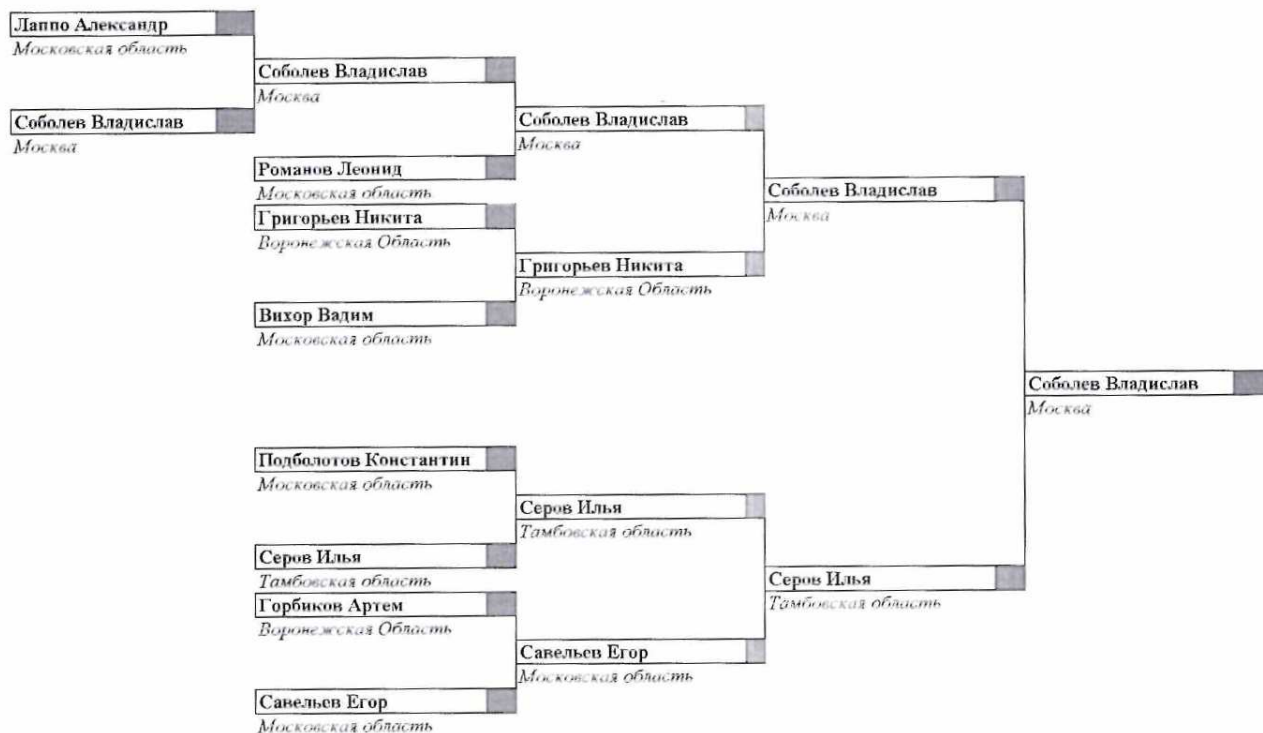 Лаппо Александр
Московская область
Соболев Владислав
Москва
Соболев Владислав
Москва
Романов Леонид
Московская область
Григорьев Никита
Воронежская Область
Вихор Вадим
Московская область
Подболотов Константин
Московская область
Серов Илья
Тамбовская область
Горбиков Артем
Воронежская Область
Савельев Егор
Московская область
Соболев Владислав
Москва
Григорьев Никита
Воронежская Область
Серов Илья
Тамбовская область
Савельев Егор
Московская область
Соболев Владислав
Москва
Серов Илья
Тамбовская область
Соболев Владислав
Москва